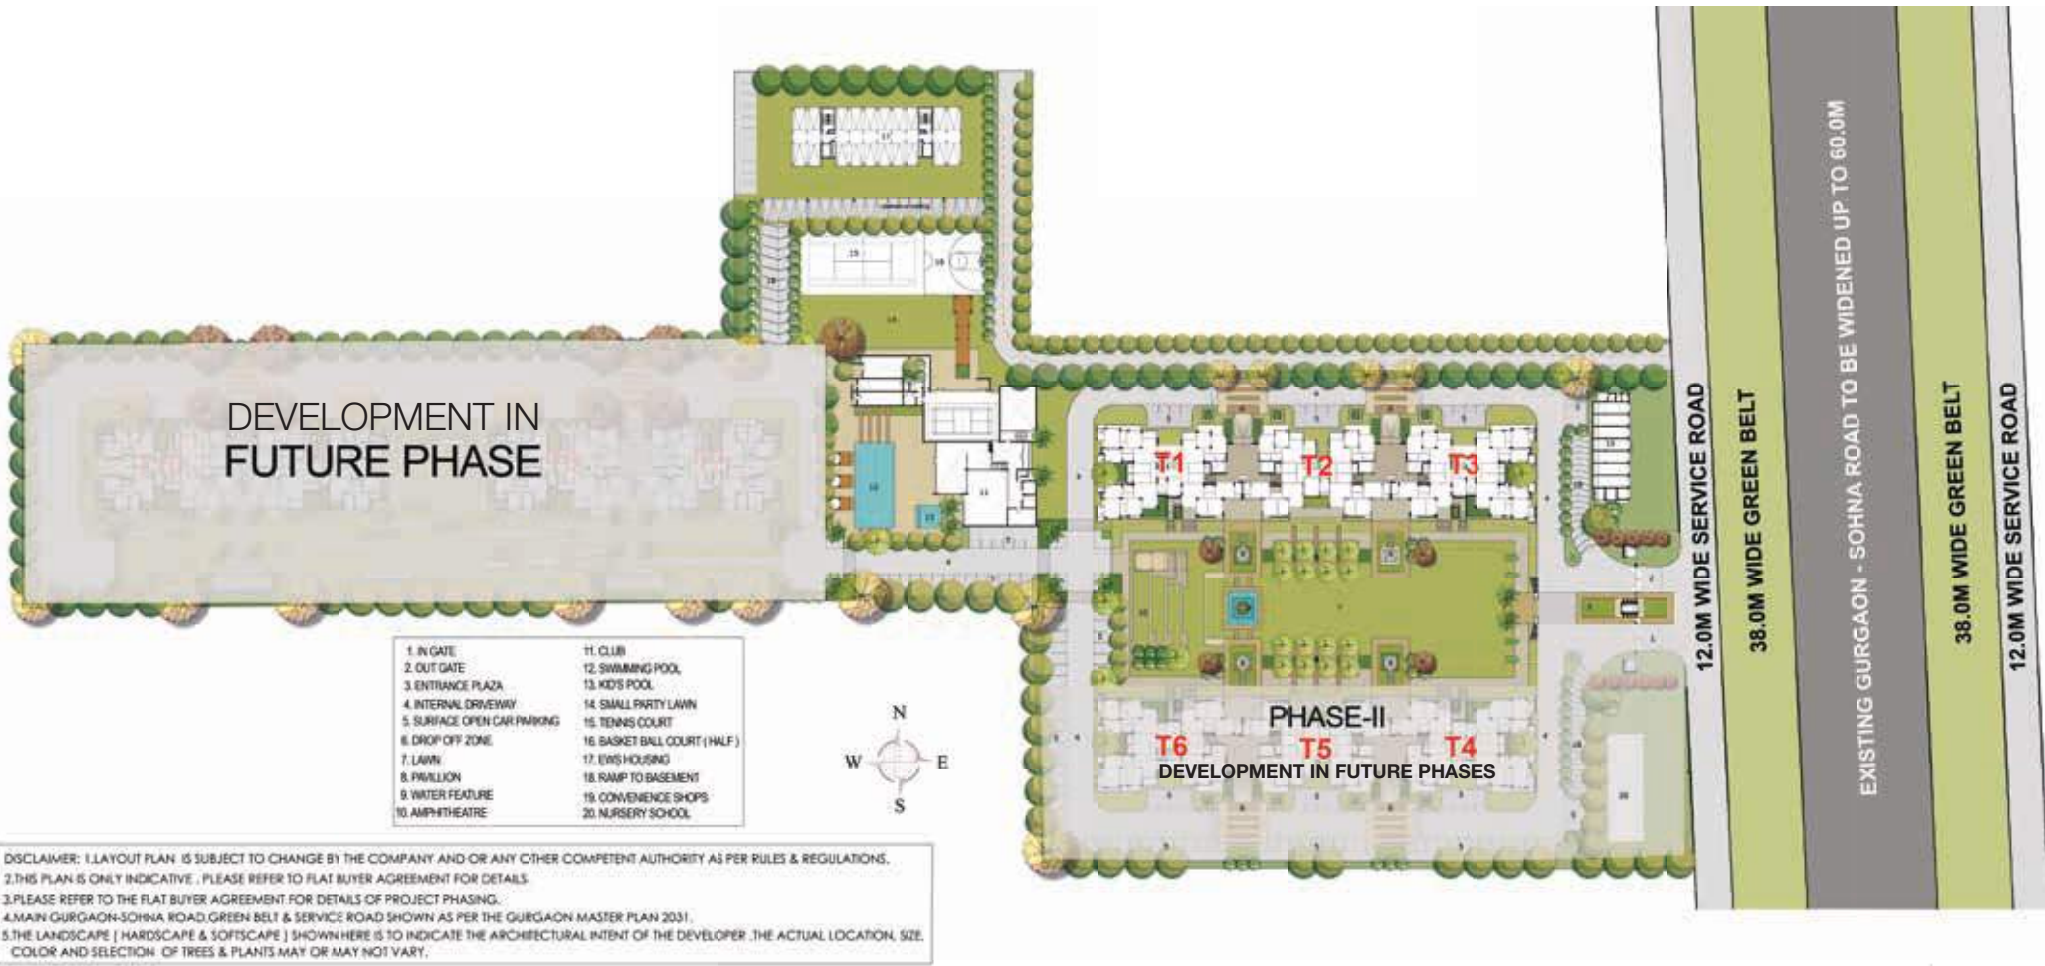 DEVELOPMENT IN
FUTURE PHASE
T1
T2
T3
PHASE-II
T6
T5
T4
DEVELOPMENT IN FUTURE PHASES
12.0M WIDE SERVICE ROAD
38.0M WIDE GREEN BELT
EXISTING GURGAON - SOHNA ROAD TO BE WIDENED UP TO 60.0M
38.0M WIDE GREEN BELT
12.0M WIDE SERVICE ROAD
1. IN GATE
2. OUT GATE
3. ENTRANCE PLAZA
4. INTERNAL DRIVEWAY
5. SURFACE OPEN CAR PARKING
6. DROP OFF ZONE
7. LAWN
8. PAVILLION
9. WATER FEATURE
10. AMPHITHEATRE
11. CLUB
12. SWIMMING POOL
13. KID'S POOL
14. SMALL PARTY LAWN
15. TENNIS COURT
16. BASKET BALL COURT ( HALF )
17. EWS HOUSING
18. RAMP TO BASEMENT
19. CONVENIENCE SHOPS
20. NURSERY SCHOOL
N
W E
S
DISCLAIMER: 1.LAYOUT PLAN IS SUBJECT TO CHANGE BY THE COMPANY AND OR ANY OTHER COMPETENT AUTHORITY AS PER RULES & REGULATIONS.
2.THIS PLAN IS ONLY INDICATIVE . PLEASE REFER TO FLAT BUYER AGREEMENT FOR DETAILS
3.PLEASE REFER TO THE FLAT BUYER AGREEMENT FOR DETAILS OF PROJECT PHASING.
4.MAIN GURGAON-SOHNA ROAD,GREEN BELT & SERVICE ROAD SHOWN AS PER THE GURGAON MASTER PLAN 2031.
5.THE LANDSCAPE [ HARDSCAPE & SOFTSCAPE ] SHOWN HERE IS TO INDICATE THE ARCHITECTURAL INTENT OF THE DEVELOPER .THE ACTUAL LOCATION, SIZE,
COLOR AND SELECTION OF TREES & PLANTS MAY OR MAY NOT VARY.